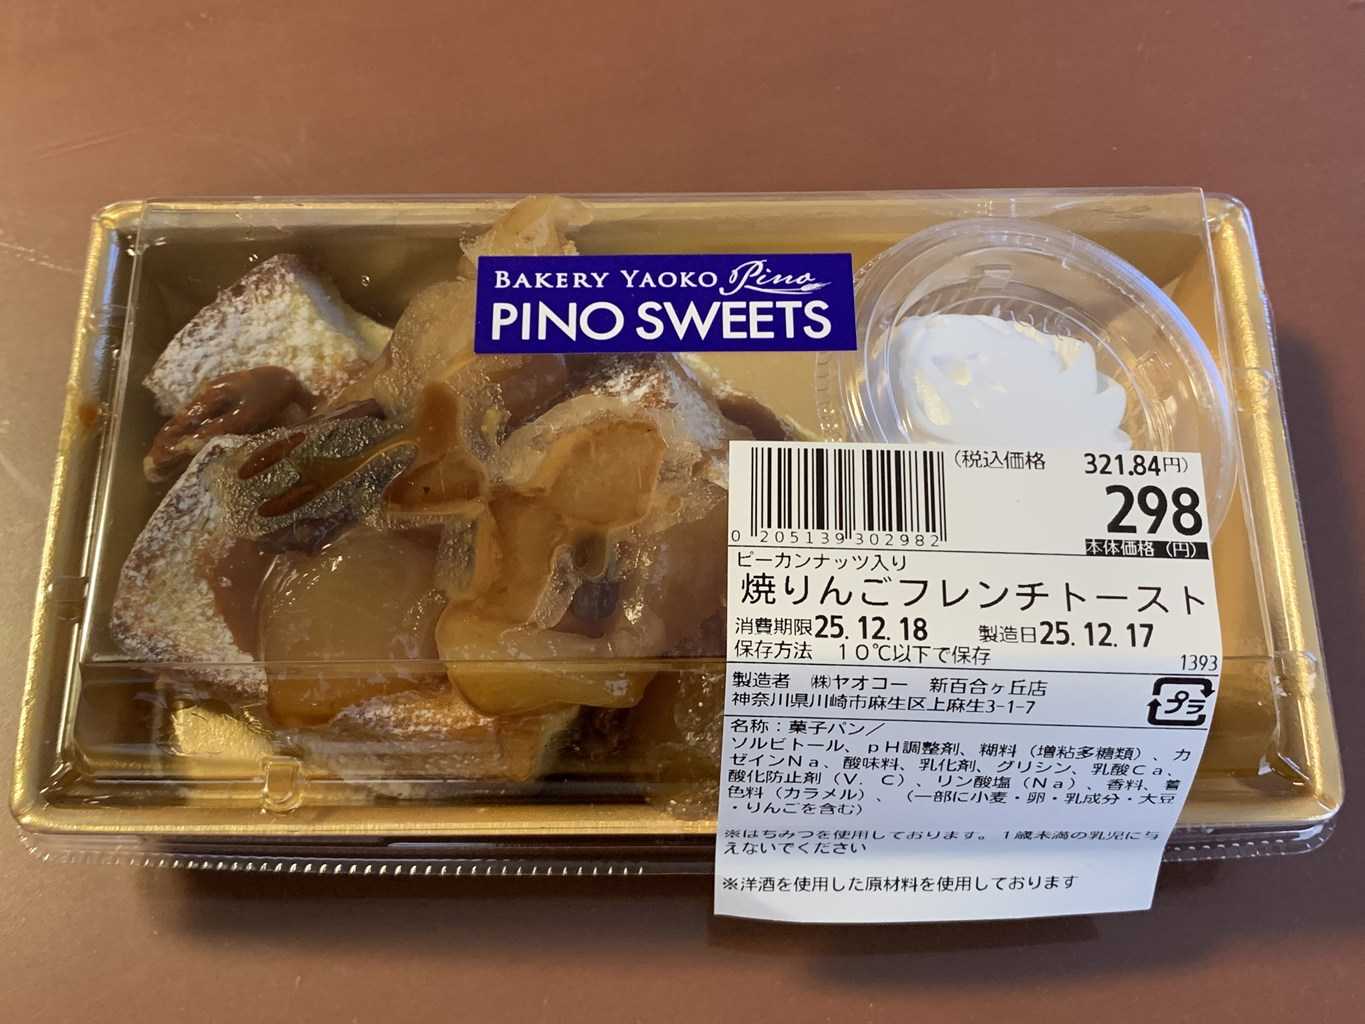 BAKERY YAOKO Pino
PINO SWEETS
(税込価格 321.84円)
298
本体価格(円)
0 205139 302982
ピーカンナッツ入り
焼りんごフレンチトースト
消費期限25.12.18 製造日25.12.17
保存方法 10℃以下で保存
1393
製造者 ㈱ヤオコー 新百合ヶ丘店
神奈川県川崎市麻生区上麻生3-1-7
プラ
名称:菓子パン/
ソルビトール、pH調整剤、糊料(増粘多糖類)、カ
ゼインNa、酸味料、乳化剤、グリシン、乳酸Ca、
酸化防止剤(V.C)、リン酸塩(Na)、香料、着
色料(カラメル)、(一部に小麦・卵・乳成分・大豆
・りんごを含む)
※はちみつを使用しております。1歳未満の乳児に与
えないでください
※洋酒を使用した原材料を使用しております